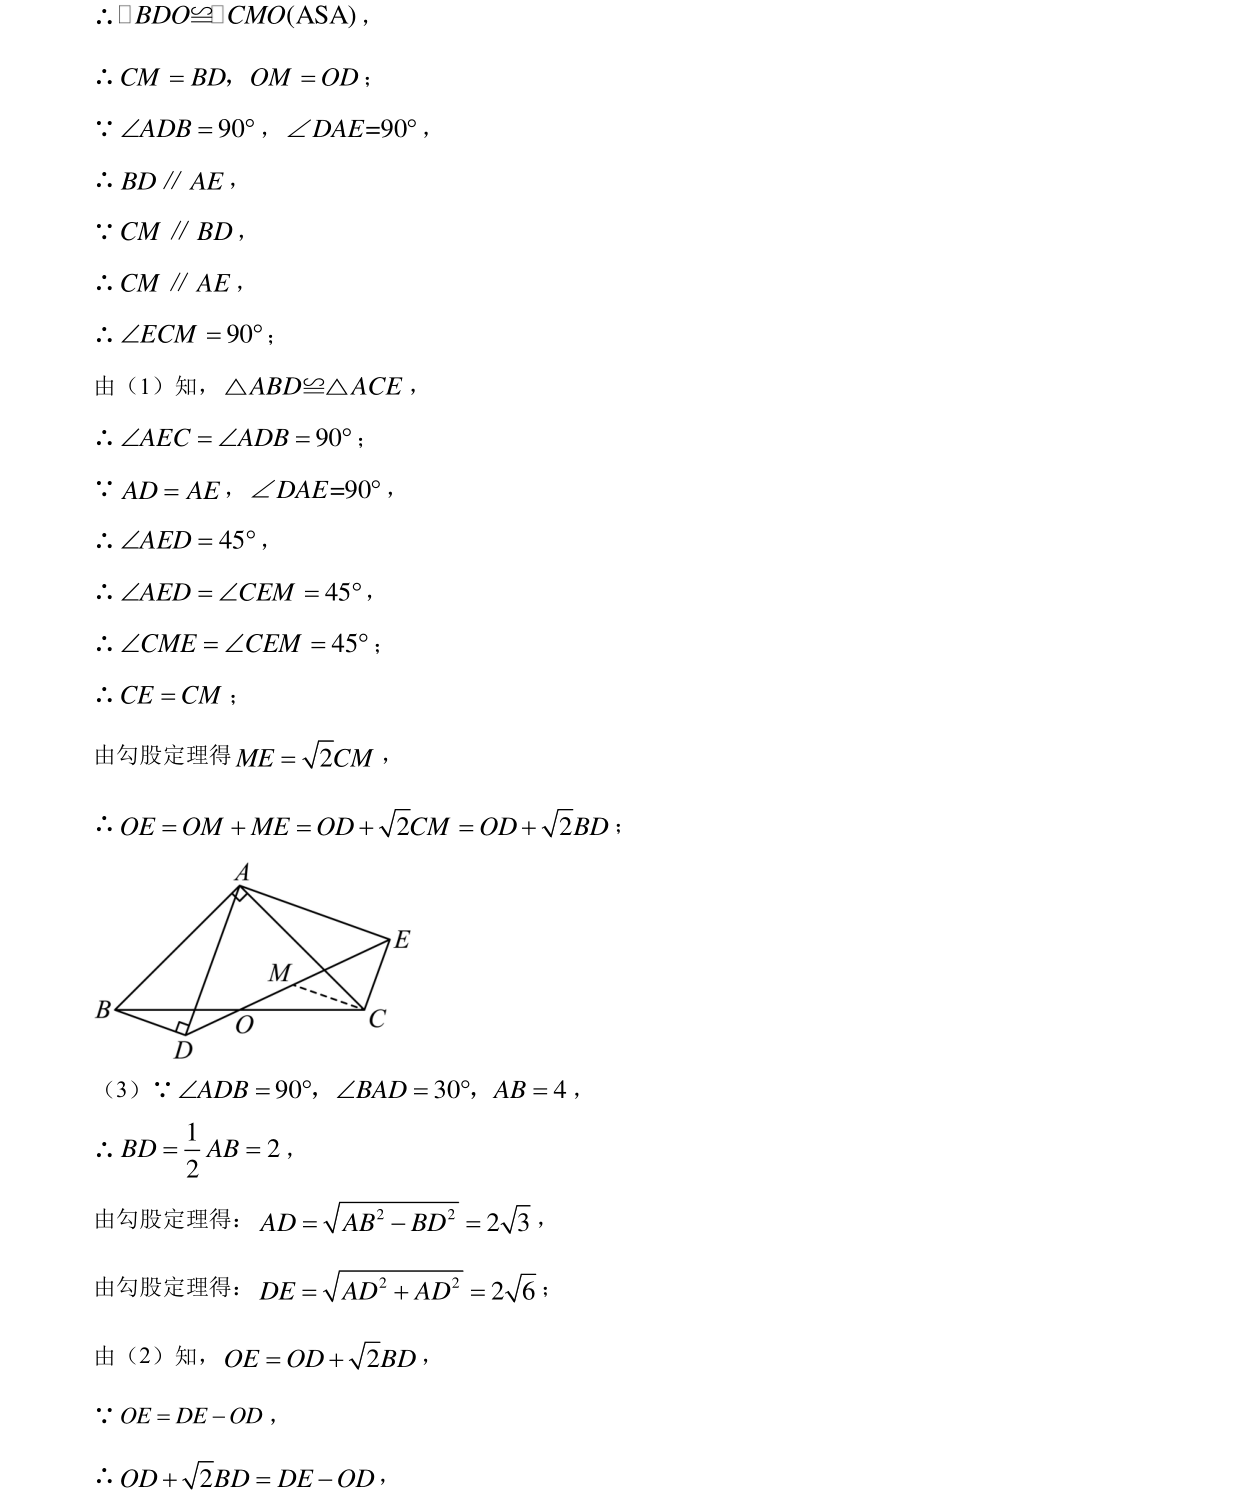 ∴□BDO≌□CMO(ASA)，
∴CM=BD，OM=OD；
∵∠ADB=90°，∠DAE=90°，
∴BD∥AE，
∵CM∥BD，
∴CM∥AE，
∴∠ECM=90°；
由（1）知，△ABD≌△ACE，
∴∠AEC=∠ADB=90°；
∵AD=AE，∠DAE=90°，
∴∠AED=45°，
∴∠AED=∠CEM=45°，
∴∠CME=∠CEM=45°；
∴CE=CM；
由勾股定理得ME=√2CM，
∴OE=OM+ME=OD+√2CM=OD+√2BD；
A
E
M
B
O
C
D
（3）∵∠ADB=90°，∠BAD=30°，AB=4，
∴BD=1/2AB=2，
由勾股定理得：AD=√(AB²−BD²)=2√3，
由勾股定理得：DE=√(AD²+AD²)=2√6；
由（2）知，OE=OD+√2BD，
∵OE=DE−OD，
∴OD+√2BD=DE−OD，